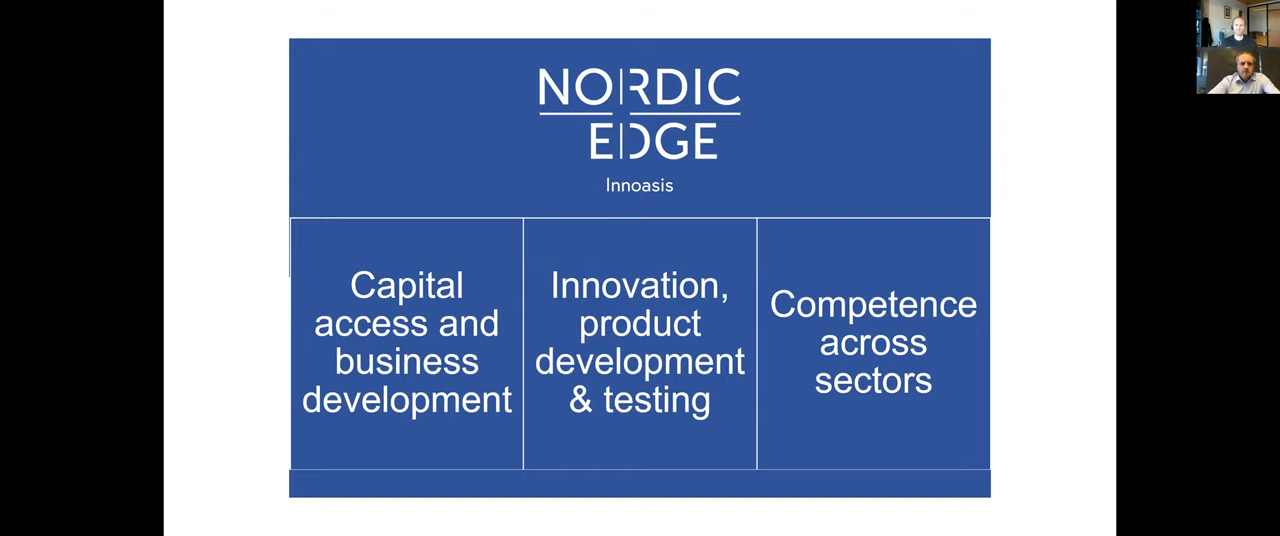 NORDIC
EDGE
Innoasis
Capital
access and
business
development
Innovation,
product
development
& testing
Competence
across
sectors